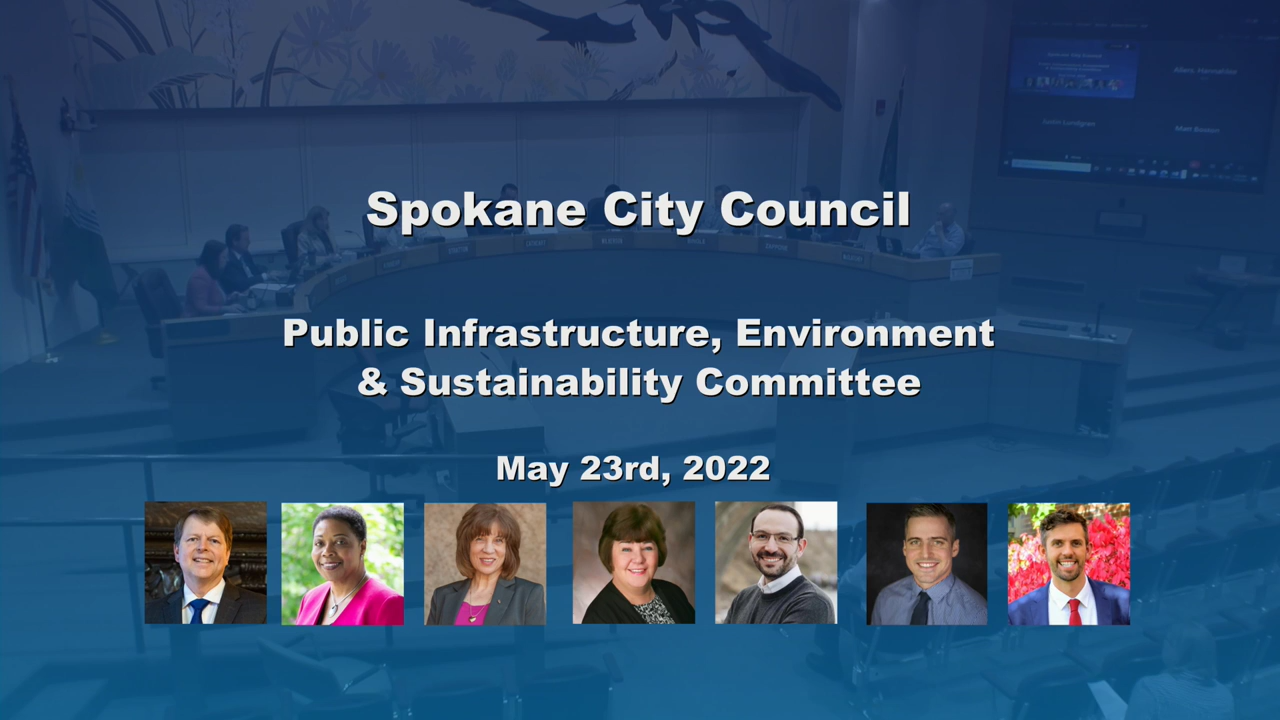 Spokane City Council
Public Infrastructure, Environment
& Sustainability Committee
May 23rd, 2022